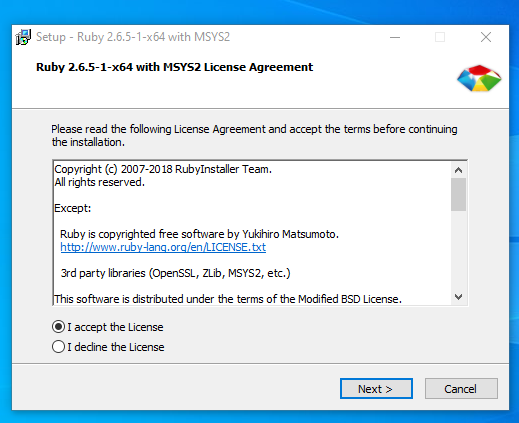 Setup - Ruby 2.6.5-1-x64 with MSYS2
Ruby 2.6.5-1-x64 with MSYS2 License Agreement
Please read the following License Agreement and accept the terms before continuing
the installation.
Copyright (c) 2007-2018 RubyInstaller Team.
All rights reserved.
Except:
Ruby is copyrighted free software by Yukihiro Matsumoto.
http://www.ruby-lang.org/en/LICENSE.txt
3rd party libraries (OpenSSL, ZLib, MSYS2, etc.)
This software is distributed under the terms of the Modified BSD License.
I accept the License
I decline the License
Next >
Cancel